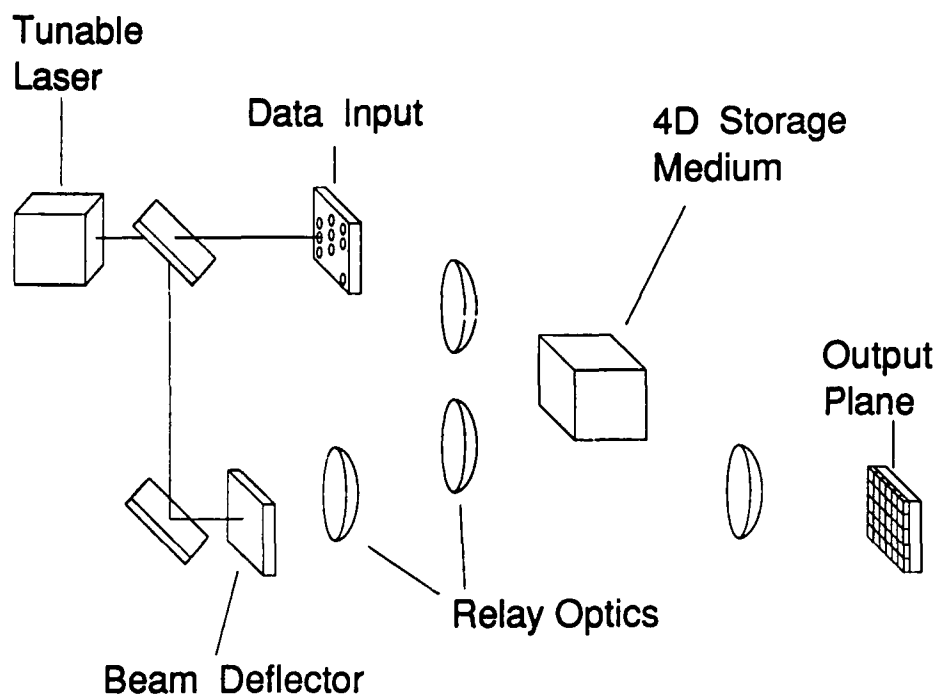 Tunable
Laser
Data Input
4D Storage
Medium
Output
Plane
Relay Optics
Beam Deflector